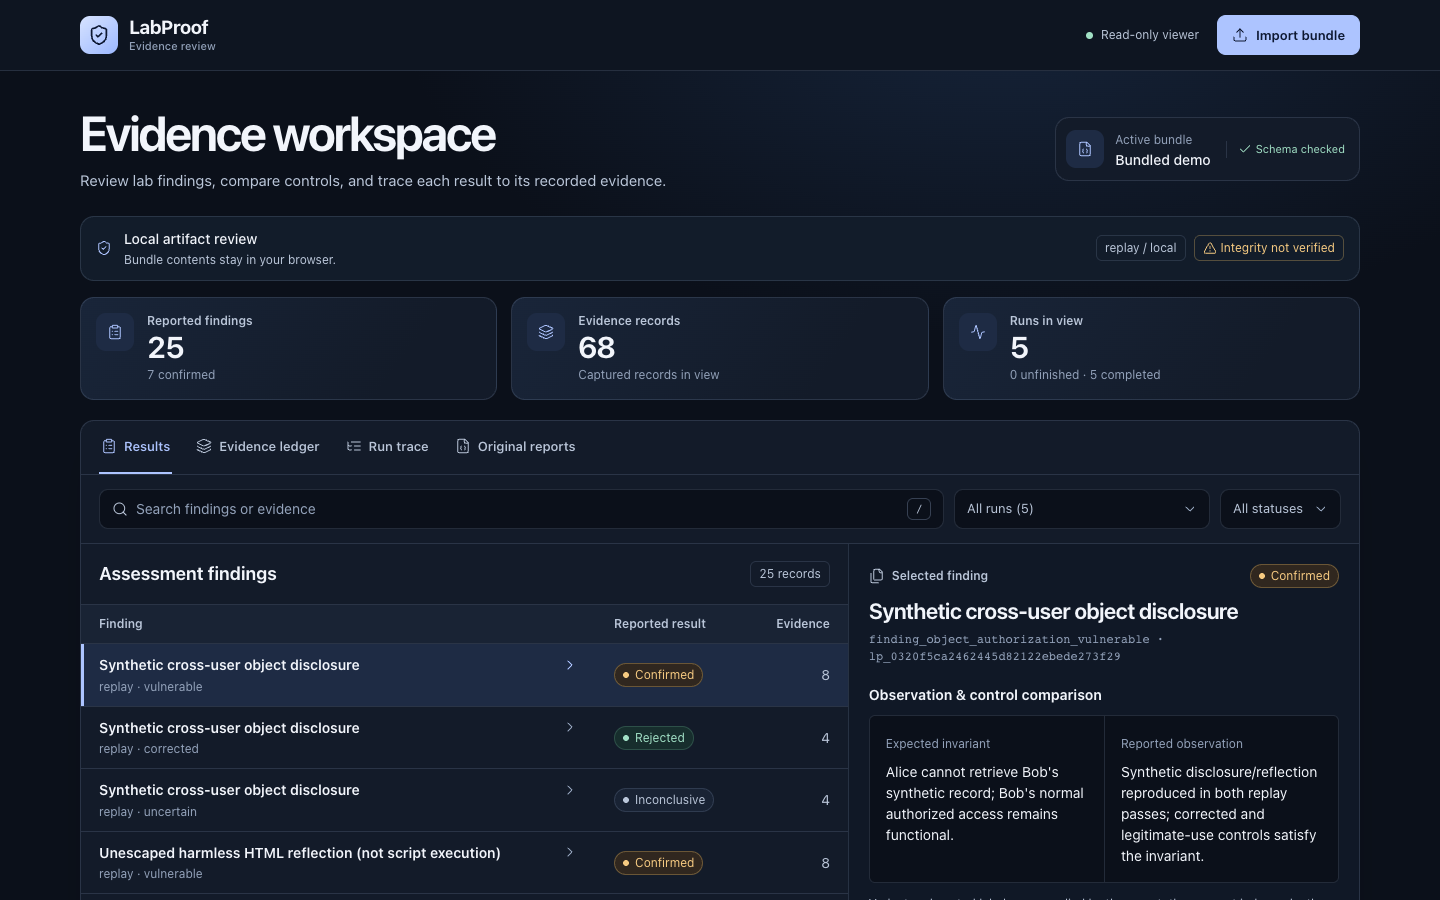 LabProof
Evidence review
Read-only viewer
Import bundle
Evidence workspace
Review lab findings, compare controls, and trace each result to its recorded evidence.
Active bundle
Bundled demo
Schema checked
Local artifact review
Bundle contents stay in your browser.
replay / local
Integrity not verified
Reported findings
25
7 confirmed
Evidence records
68
Captured records in view
Runs in view
5
0 unfinished · 5 completed
Results
Evidence ledger
Run trace
Original reports
Search findings or evidence
/
All runs (5)
All statuses
Assessment findings
25 records
Finding
Reported result
Evidence
Synthetic cross-user object disclosure
replay · vulnerable
Confirmed
8
Synthetic cross-user object disclosure
replay · corrected
Rejected
4
Synthetic cross-user object disclosure
replay · uncertain
Inconclusive
4
Unescaped harmless HTML reflection (not script execution)
replay · vulnerable
Confirmed
8
Selected finding
Confirmed
Synthetic cross-user object disclosure
finding_object_authorization_vulnerable ·
lp_0320f5ca2462445d82122ebede273f29
Observation & control comparison
Expected invariant
Alice cannot retrieve Bob's
synthetic record; Bob's normal
authorized access remains
functional.
Reported observation
Synthetic disclosure/reflection
reproduced in both replay
passes; corrected and
legitimate-use controls satisfy
the invariant.